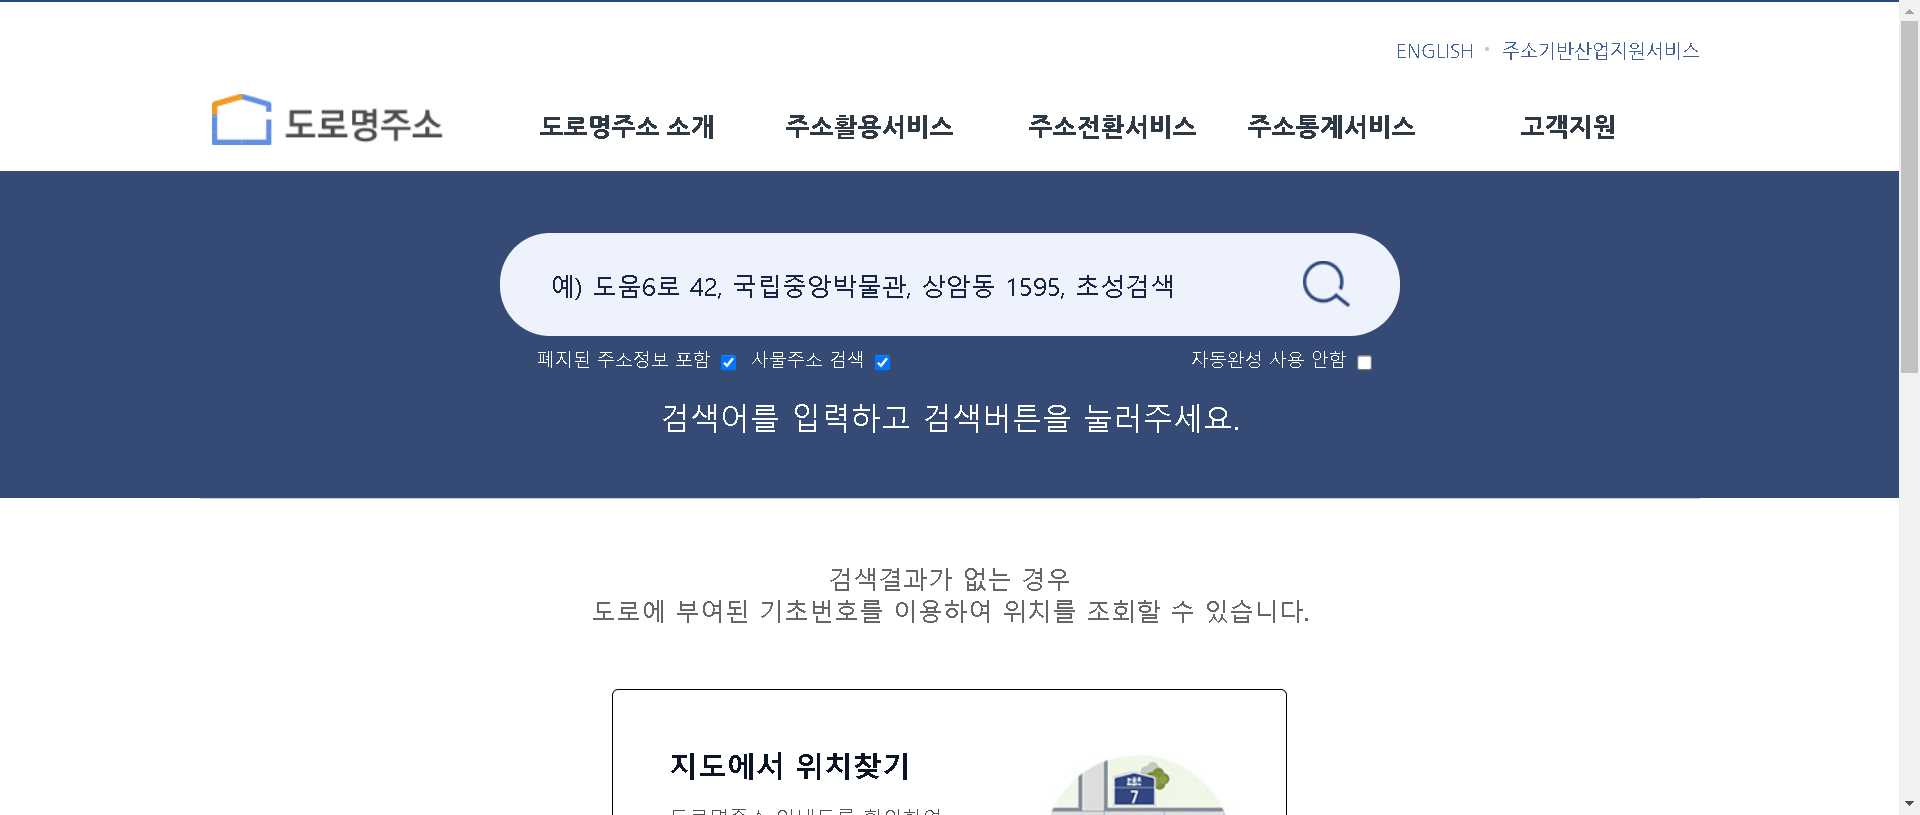 ENGLISH
주소기반산업지원서비스
도로명주소
도로명주소 소개
주소활용서비스
주소전환서비스
주소통계서비스
고객지원
예) 도움6로 42, 국립중앙박물관, 상암동 1595, 초성검색
폐지된 주소정보 포함
사물주소 검색
자동완성 사용 안함
검색어를 입력하고 검색버튼을 눌러주세요.
검색결과가 없는 경우
도로에 부여된 기초번호를 이용하여 위치를 조회할 수 있습니다.
지도에서 위치찾기
7